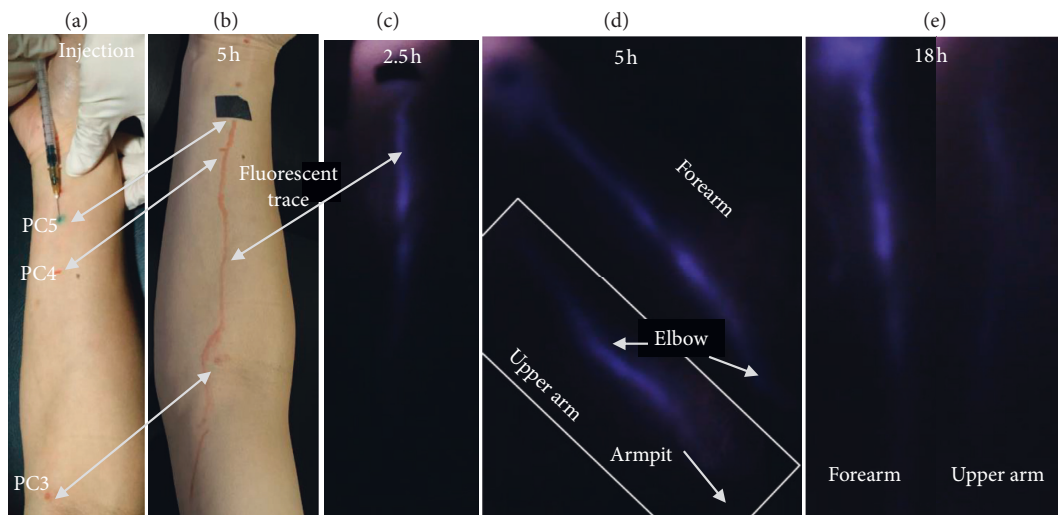 (a)
(b)
(c)
(d)
(e)
Injection
5 h
2.5 h
5 h
18 h
Fluorescent
trace
PC5
PC4
PC3
Forearm
Elbow
Upper arm
Armpit
Forearm
Upper arm